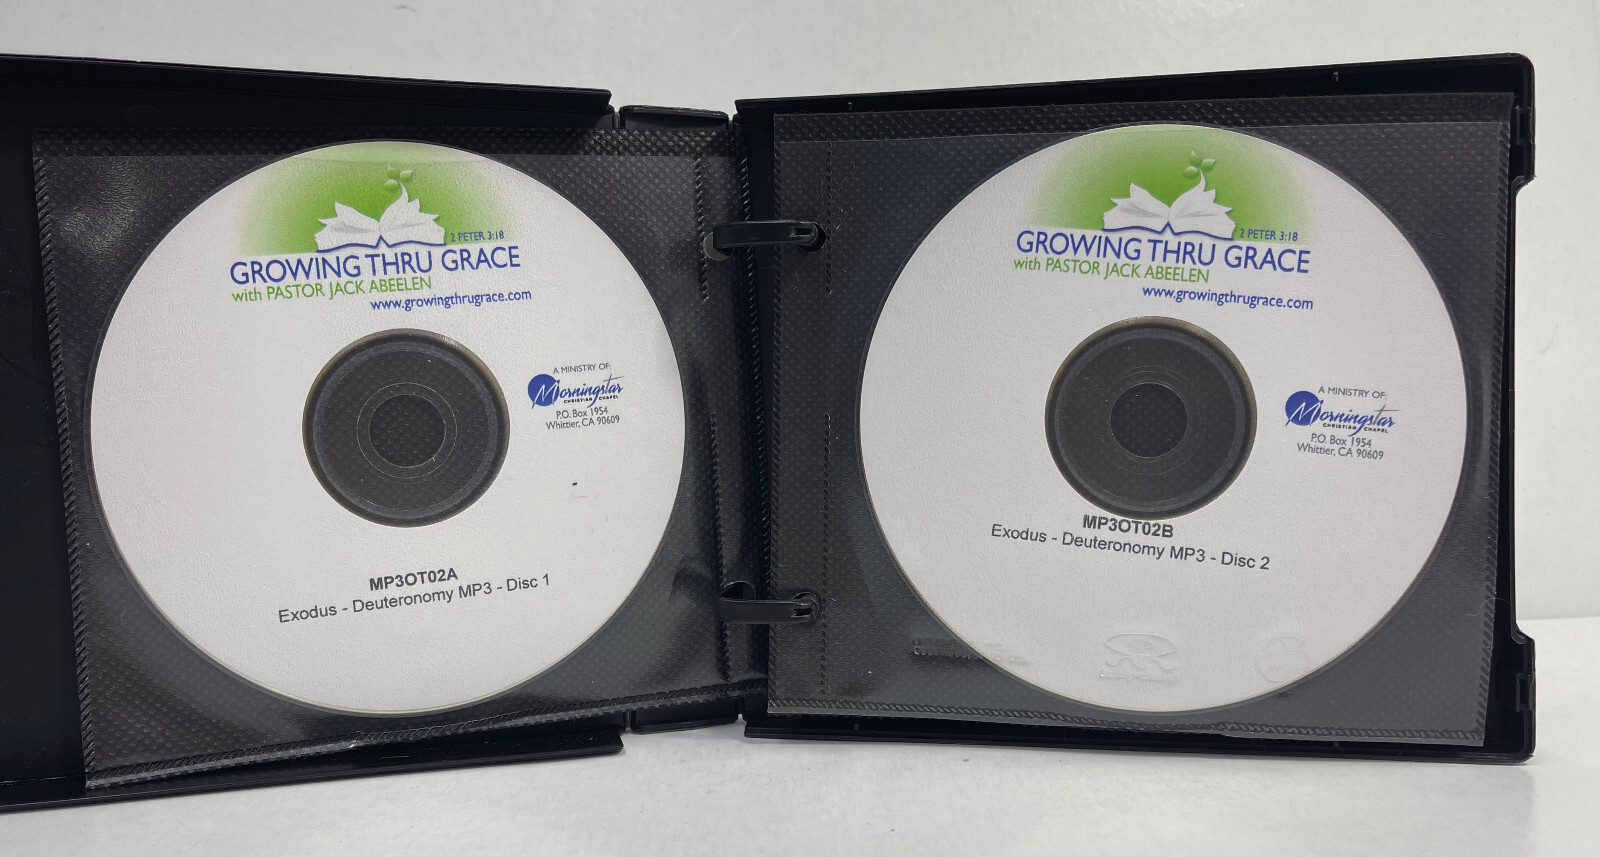 2 PETER 3:18
GROWING THRU GRACE
with PASTOR JACK ABEELEN
www.growingthrugrace.com
A MINISTRY OF:
Morningstar
CHRISTIAN CHAPEL
P.O. Box 1954
Whittier, CA 90609
MP3OT02A
Exodus - Deuteronomy MP3 - Disc 1
2 PETER 3:18
GROWING THRU GRACE
with PASTOR JACK ABEELEN
www.growingthrugrace.com
A MINISTRY OF:
Morningstar
CHRISTIAN CHAPEL
P.O. Box 1954
Whittier, CA 90609
MP3OT02B
Exodus - Deuteronomy MP3 - Disc 2